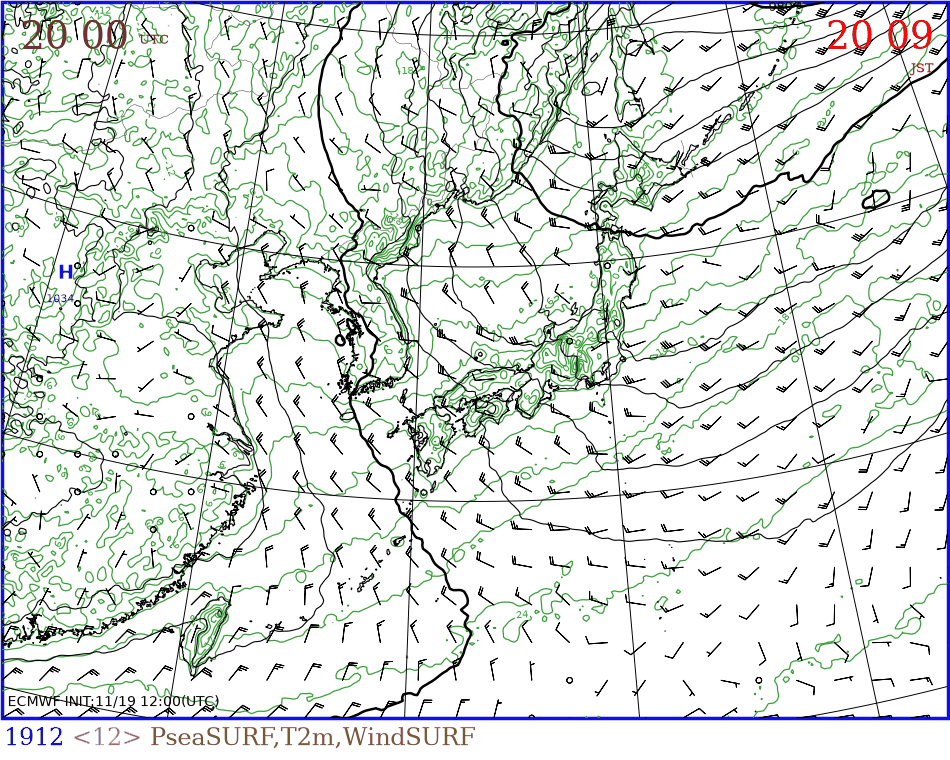 20 00 UTC
20 09
JST
H
1034
24
ECMWF INIT;11/19 12:00(UTC)
1912 <12> PseaSURF,T2m,WindSURF